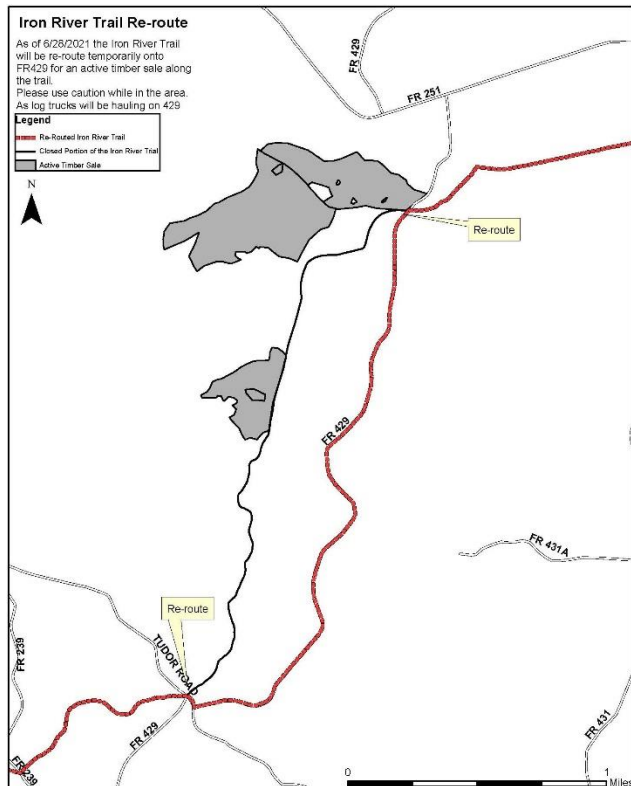 Iron River Trail Re-route
As of 6/28/2021 the Iron River Trail
will be re-route temporarily onto
FR429 for an active timber sale along
the trail.
Please use caution while in the area.
As log trucks will be hauling on 429
Legend
Re-Routed Iron River Trail
Closed Portion of the Iron River Trial
Active Timber Sale
N
FR 429
FR 251
Re-route
FR 429
FR 431A
Re-route
TUDOR ROAD
FR 239
FR 429
FR 431
FR 239
0 1
Miles